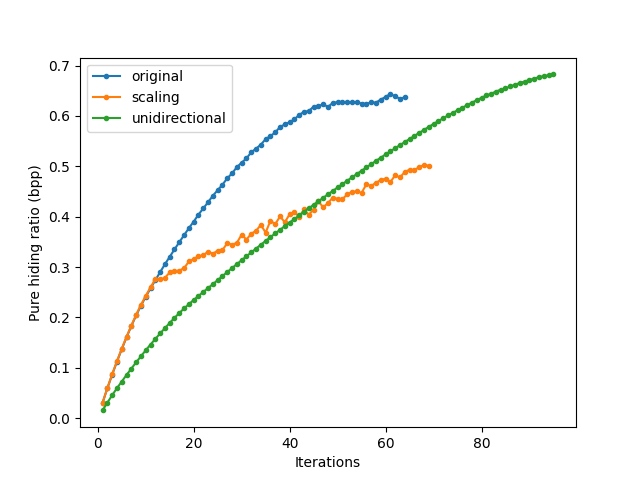 original
scaling
unidirectional
0.7
0.6
0.5
0.4
0.3
0.2
0.1
0.0
Pure hiding ratio (bpp)
0 20 40 60 80
Iterations